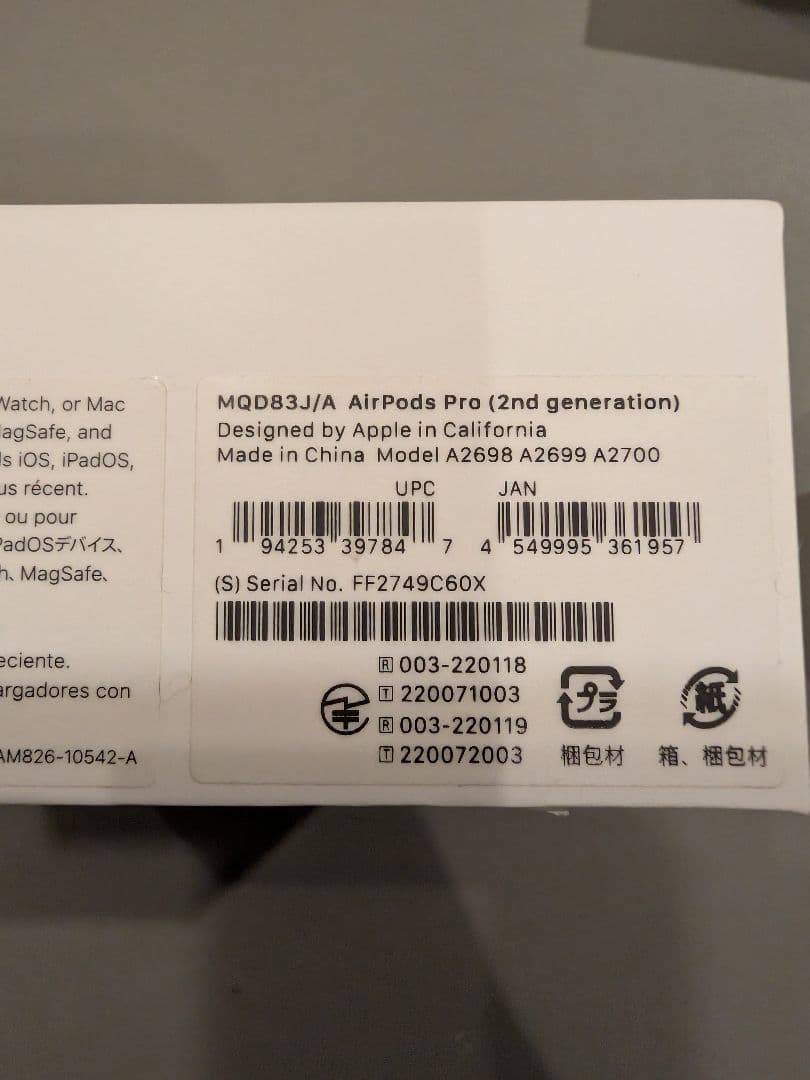 Watch, or Mac
agSafe, and
s iOS, iPadOS,
us récent.
ou pour
PadOSデバイス、
h、MagSafe、
eciente.
argadores con
AM826-10542-A
MQD83J/A AirPods Pro (2nd generation)
Designed by Apple in California
Made in China Model A2698 A2699 A2700
UPC JAN
1 94253 39784 7 4 549995 361957
(S) Serial No. FF2749C60X
R 003-220118
T 220071003
R 003-220119
T 220072003
プラ
紙
梱包材 箱、梱包材